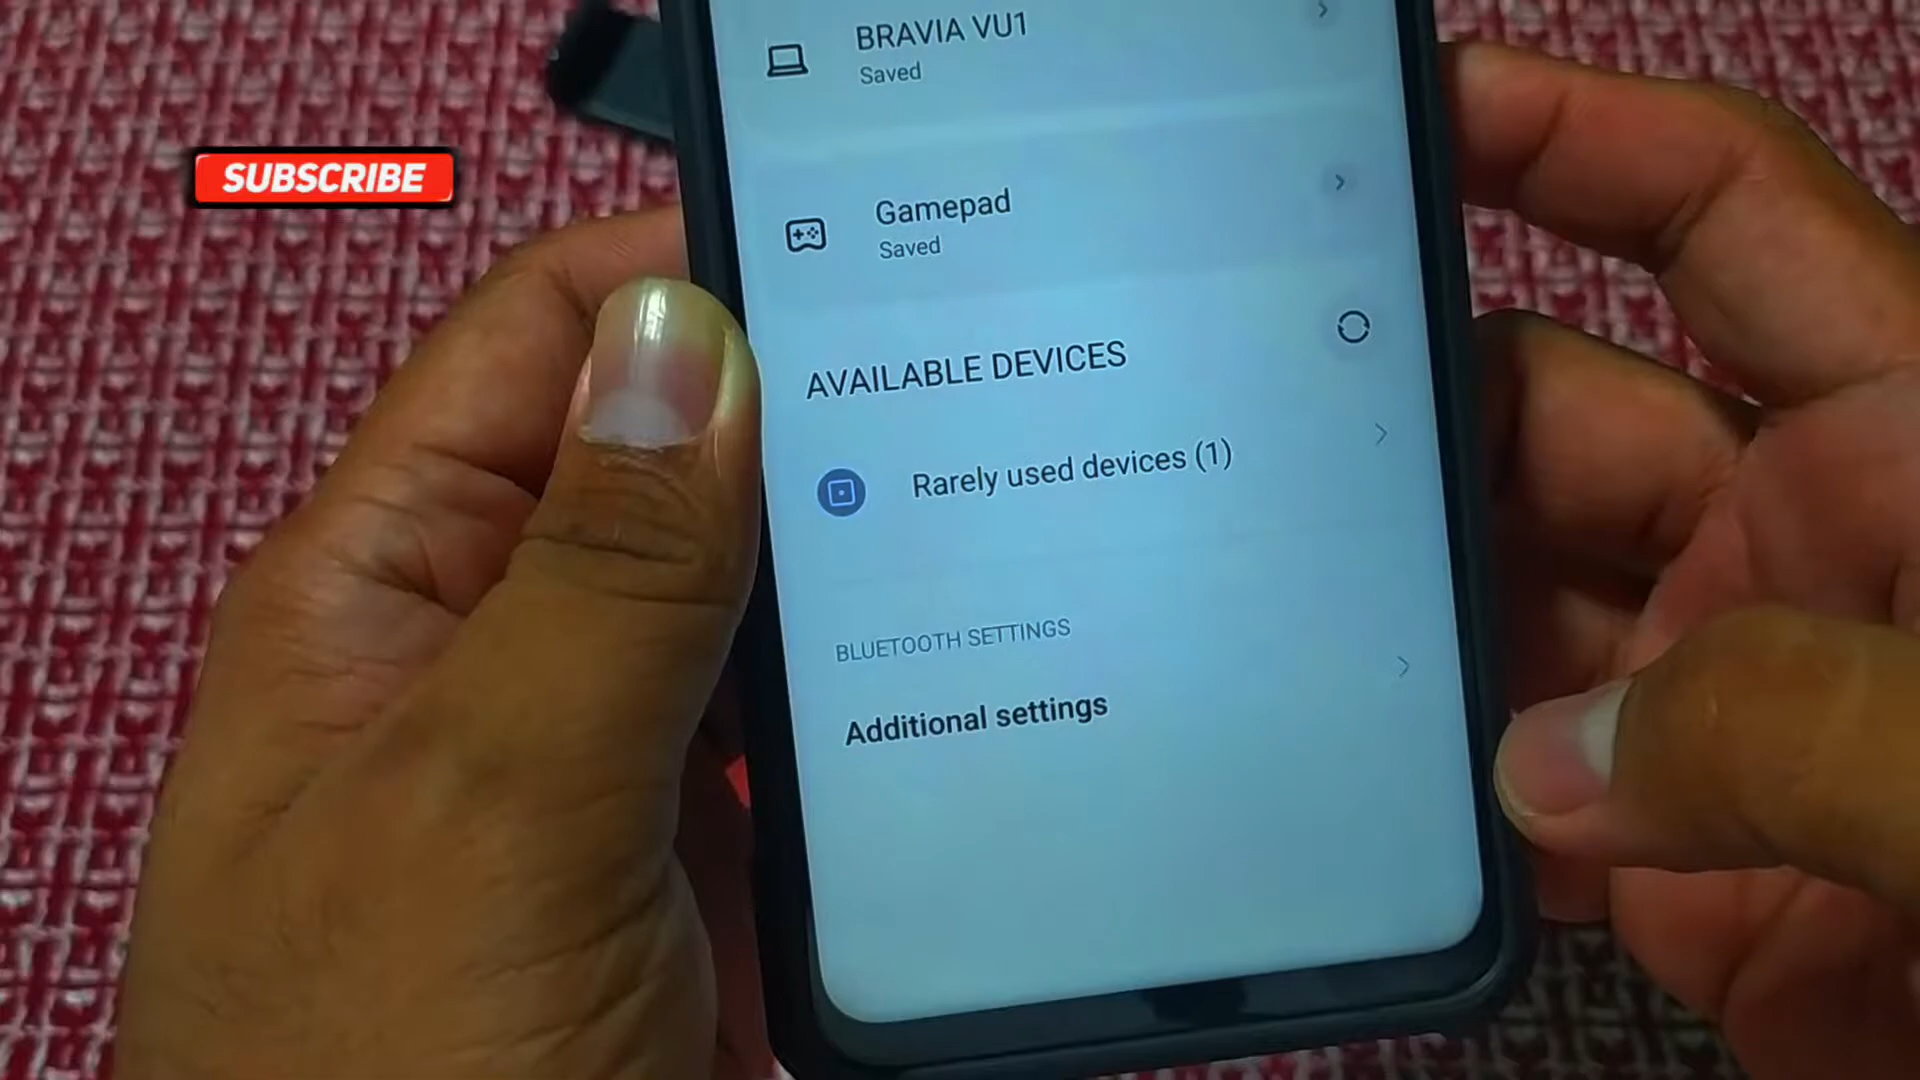 BRAVIA VU1
Saved
SUBSCRIBE
Gamepad
Saved
AVAILABLE DEVICES
Rarely used devices (1)
BLUETOOTH SETTINGS
Additional settings